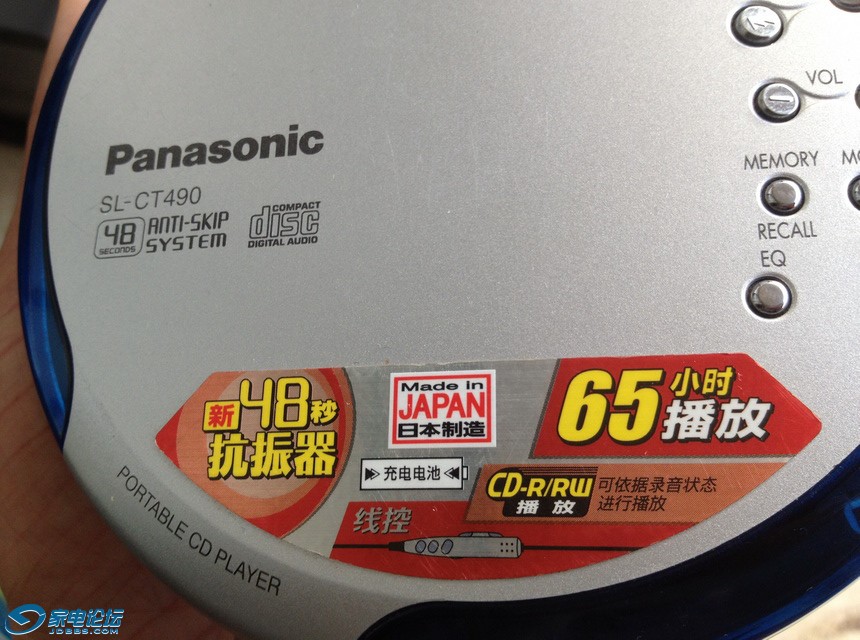 VOL
Panasonic
MEMORY
SL-CT490
48 SECONDS
ANTI-SKIP
SYSTEM
COMPACT
disc
DIGITAL AUDIO
RECALL
EQ
新48秒
抗振器
Made in
JAPAN
日本制造
65小时
播放
充电电池
CD-R/RW
播放
可依据录音状态
进行播放
线控
PORTABLE CD PLAYER
家电论坛
JDBBS.COM